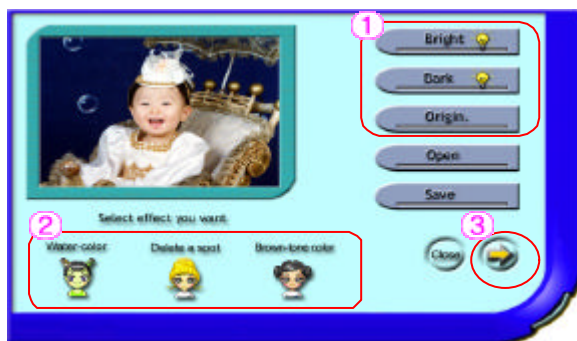 1
Bright
Dark
Origin.
Open
Save
Select effect you want.
2
Water-color
Delete a spot
Brown-tone color
3
Close